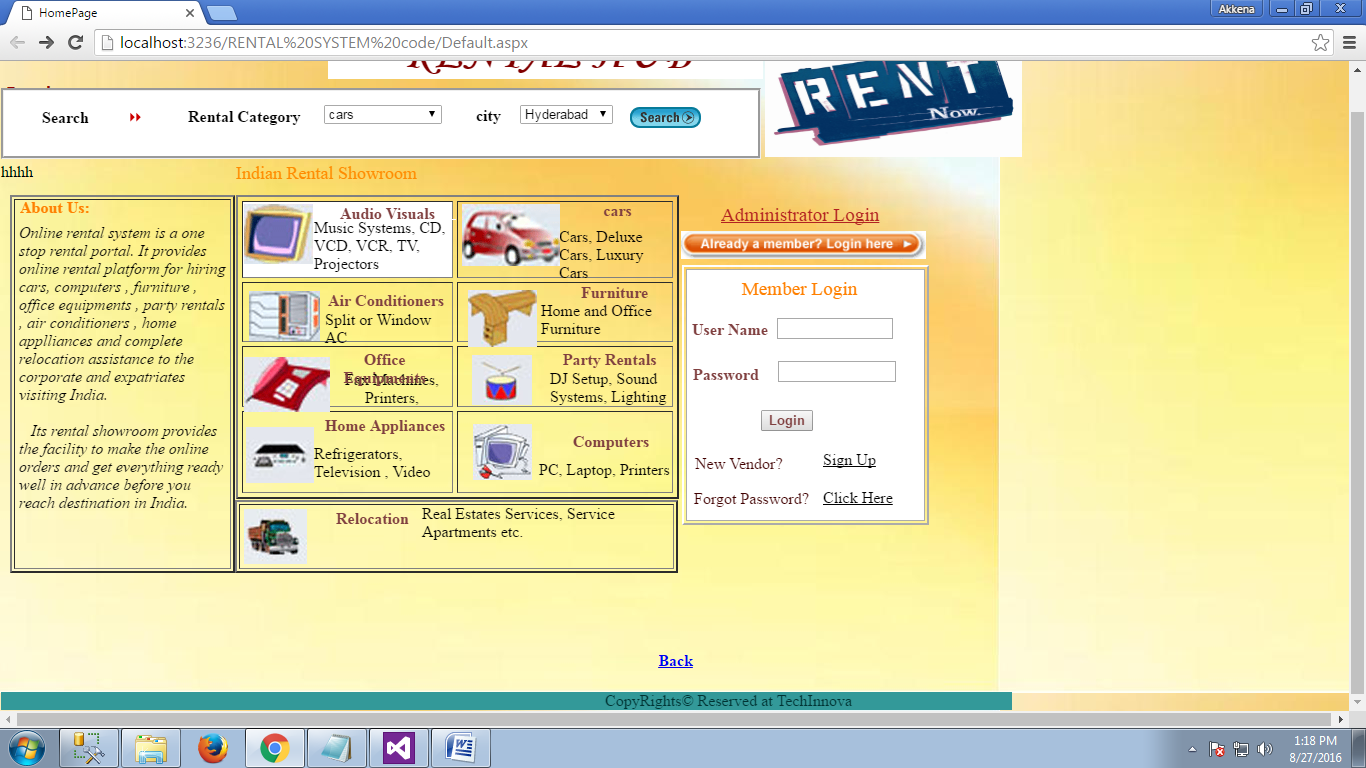 HomePage
Akkena
localhost:3236/RENTAL%20SYSTEM%20code/Default.aspx
RENTAL HUB
RENT
Now.
Search
Rental Category
cars
city
Hyderabad
Search
hhhh
Indian Rental Showroom
About Us:
Online rental system is a one
stop rental portal. It provides
online rental platform for hiring
cars, computers , furniture ,
office equipments , party rentals
, air conditioners , home
appliiances and complete
relocation assistance to the
corporate and expatriates
visiting India.
Its rental showroom provides
the facility to make the online
orders and get everything ready
well in advance before you
reach destination in India.
Audio Visuals
Music Systems, CD,
VCD, VCR, TV,
Projectors
cars
Cars, Deluxe
Cars, Luxury
Cars
Air Conditioners
Split or Window
AC
Furniture
Home and Office
Furniture
Office
Equipments
Fax Machines,
Printers,
Party Rentals
DJ Setup, Sound
Systems, Lighting
Home Appliances
Refrigerators,
Television , Video
Computers
PC, Laptop, Printers
Relocation
Real Estates Services, Service
Apartments etc.
Administrator Login
Already a member? Login here
Member Login
User Name
Password
Login
New Vendor?
Sign Up
Forgot Password?
Click Here
Back
CopyRights© Reserved at TechInnova
1:18 PM
8/27/2016